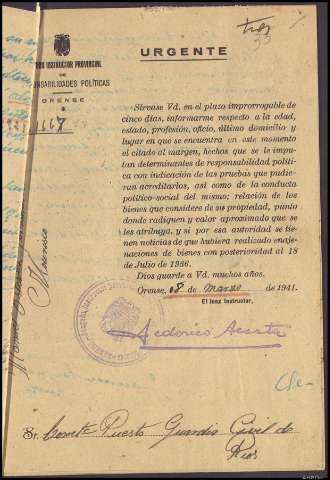 URGENTE
INSTRUCTOR PROVINCIAL
DE
RESPONSABILIDADES POLÍTICAS
ORENSE
Sírvase Vd. en el plazo improrrogable de
cinco días, informarme respecto a la edad,
estado, profesión, oficio, último domicilio y
lugar en que se encuentra en este momento
el citado al margen, hechos que se le impu-
tan determinantes de responsabilidad políti-
ca con indicación de las pruebas que pudie-
ran acreditarlos, así como de la conducta
político-social del mismo; relación de los
bienes que considere de su propiedad, punto
donde radiquen y valor aproximado que se
les atribuya, y si por esa autoridad se tie-
nen noticias de que hubiera realizado enaje-
naciones de bienes con posterioridad al 18
de Julio de 1936.
Dios guarde a Vd. muchos años.
Orense, 18 de Marzo de 1941.
El Juez Instructor,
Federico Acosta
Sr. Comte Puesto Guardia Civil de
Rios